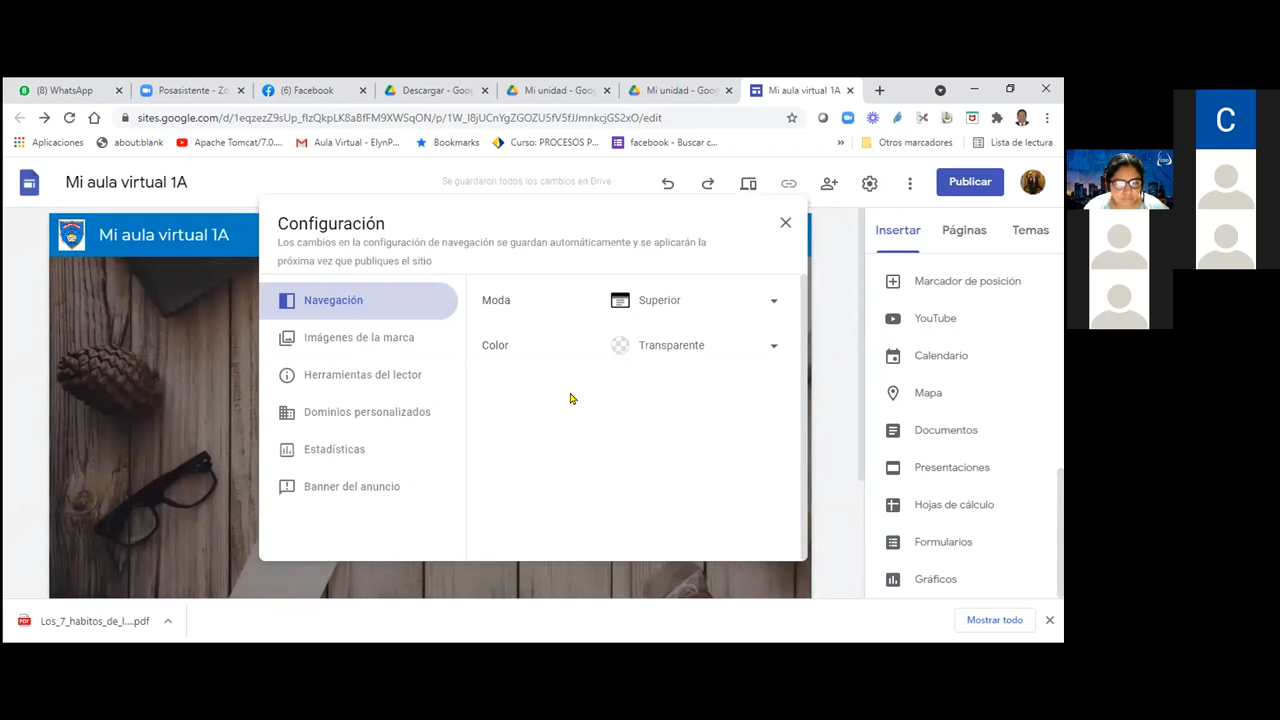 (8) WhatsApp
Posasistente - Zo
(6) Facebook
Descargar - Goog
Mi unidad - Goog
Mi unidad - Goog
Mi aula virtual 1A
sites.google.com/d/1eqzezZ9sUp_fIzQkpLK8aBfFM9XWSqON/p/1W_l8jUCnYgZGOZU5fV5fJJmnkcjGS2xO/edit
Aplicaciones
about:blank
Apache Tomcat/7.0....
Aula Virtual - ElynP...
Bookmarks
Curso: PROCESOS P...
facebook - Buscar c...
»
Otros marcadores
Lista de lectura
Mi aula virtual 1A
Se guardaron todos los cambios en Drive
Publicar
Mi aula virtual 1A
Configuración
Los cambios en la configuración de navegación se guardan automáticamente y se aplicarán la
próxima vez que publiques el sitio
Navegación
Imágenes de la marca
Herramientas del lector
Dominios personalizados
Estadísticas
Banner del anuncio
Moda
Superior
Color
Transparente
Insertar
Páginas
Temas
Marcador de posición
YouTube
Calendario
Mapa
Documentos
Presentaciones
Hojas de cálculo
Formularios
Gráficos
Los_7_habitos_de_l....pdf
Mostrar todo
C